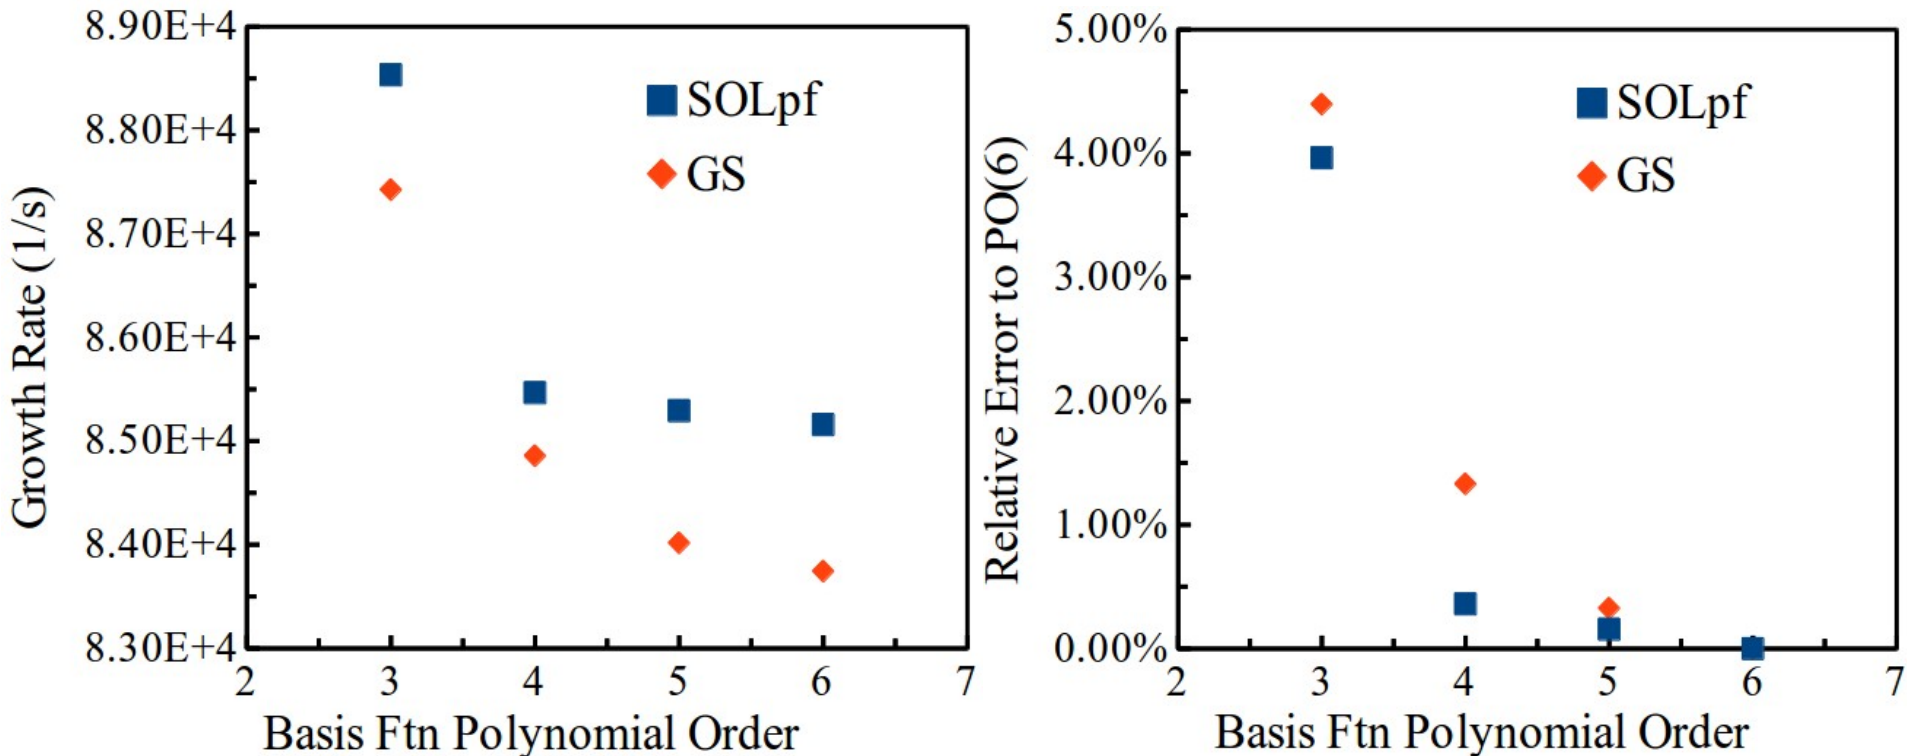 8.90E+4
8.80E+4
8.70E+4
8.60E+4
8.50E+4
8.40E+4
8.30E+4
Growth Rate (1/s)
SOLpf
GS
2 3 4 5 6 7
Basis Ftn Polynomial Order
5.00%
4.00%
3.00%
2.00%
1.00%
0.00%
Relative Error to PO(6)
SOLpf
GS
2 3 4 5 6 7
Basis Ftn Polynomial Order